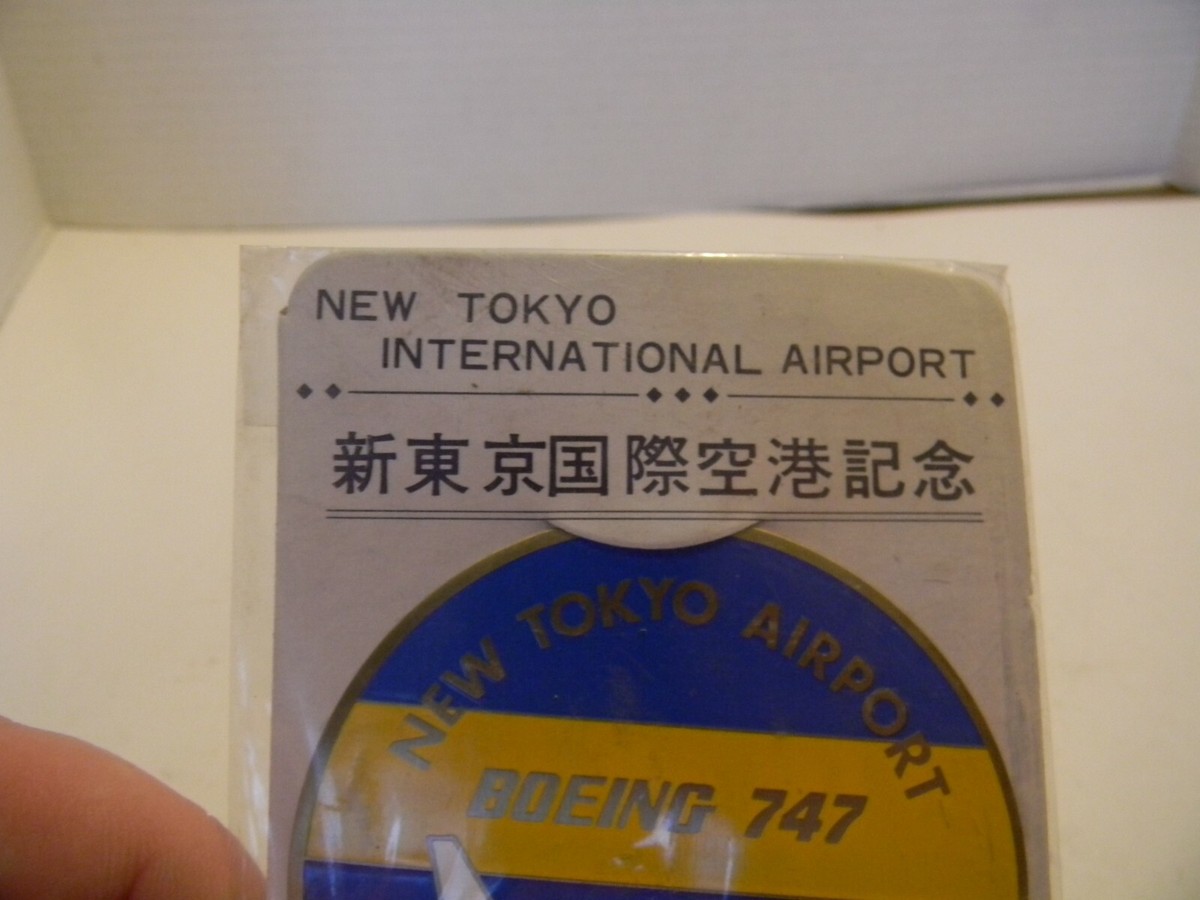 NEW TOKYO
INTERNATIONAL AIRPORT
新東京国際空港記念
NEW TOKYO AIRPORT
BOEING 747